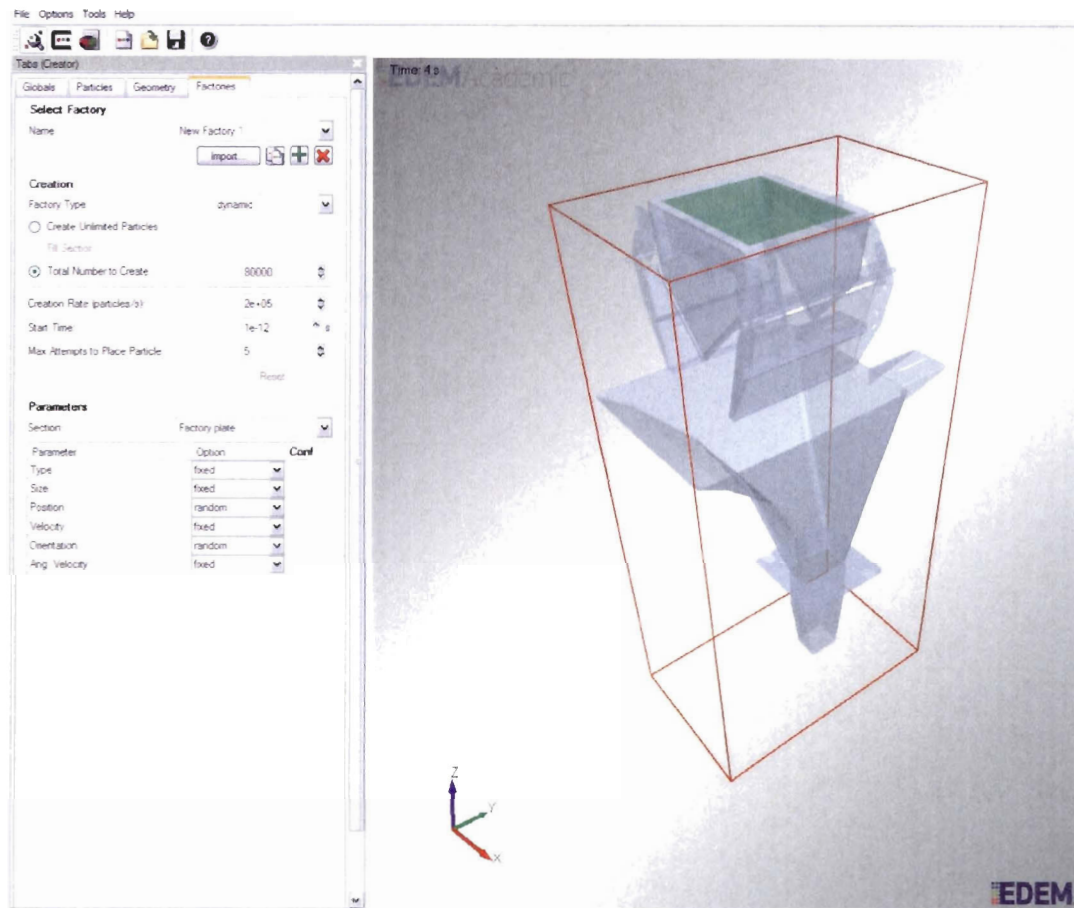 File Options Tools Help
Tabs (Creator)
Globals Particles Geometry Factories
Select Factory
Name New Factory 1
import...
Creation
Factory Type dynamic
Create Unlimited Particles
Fill Section
Total Number to Create 80000
Creation Rate (particles/s): 2e+05
Start Time 1e-12 s
Max Attempts to Place Particle 5
Reset
Parameters
Section Factory plate
Parameter Option Conf
Type fixed
Size fixed
Position random
Velocity fixed
Orientation random
Ang. Velocity fixed
Time: 4 s
EDEM Academic
Z
Y
X
EDEM